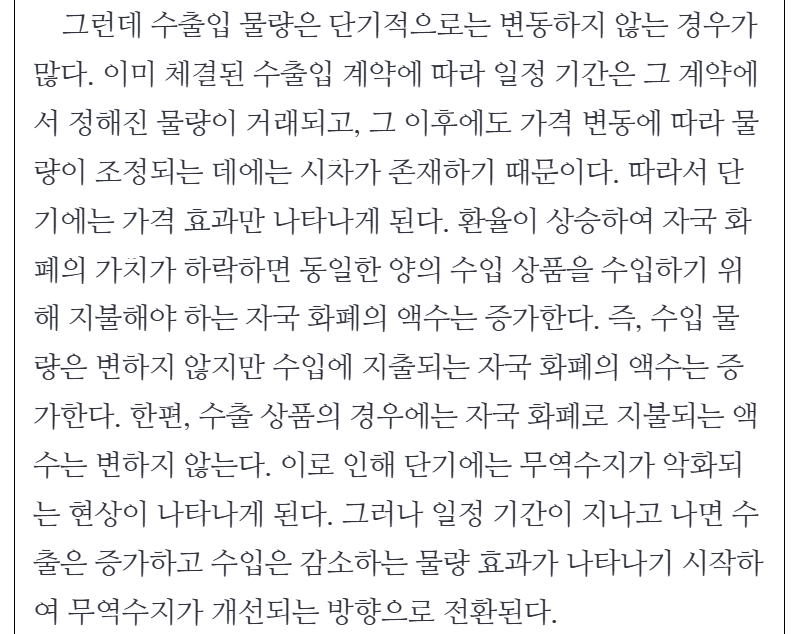 그런데 수출입 물량은 단기적으로는 변동하지 않는 경우가
많다. 이미 체결된 수출입 계약에 따라 일정 기간은 그 계약에
서 정해진 물량이 거래되고, 그 이후에도 가격 변동에 따라 물
량이 조정되는 데에는 시차가 존재하기 때문이다. 따라서 단
기에는 가격 효과만 나타나게 된다. 환율이 상승하여 자국 화
폐의 가치가 하락하면 동일한 양의 수입 상품을 수입하기 위
해 지불해야 하는 자국 화폐의 액수는 증가한다. 즉, 수입 물
량은 변하지 않지만 수입에 지출되는 자국 화폐의 액수는 증
가한다. 한편, 수출 상품의 경우에는 자국 화폐로 지불되는 액
수는 변하지 않는다. 이로 인해 단기에는 무역수지가 악화되
는 현상이 나타나게 된다. 그러나 일정 기간이 지나고 나면 수
출은 증가하고 수입은 감소하는 물량 효과가 나타나기 시작하
여 무역수지가 개선되는 방향으로 전환된다.